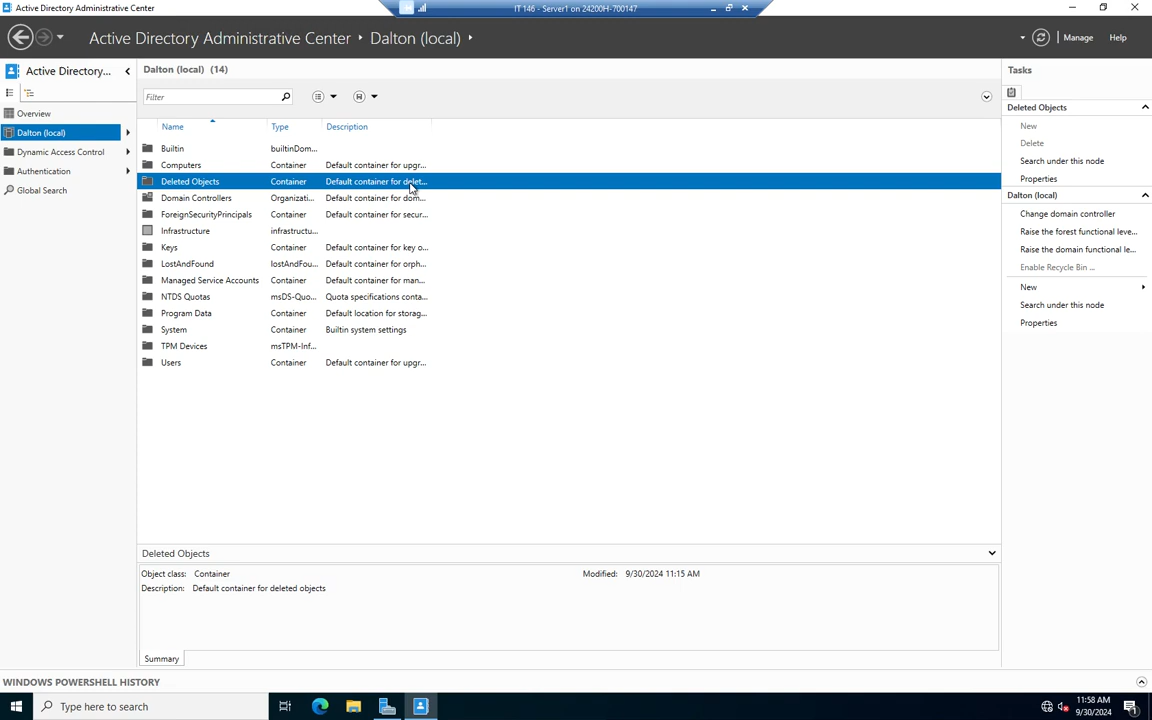 Active Directory Administrative Center
IT 146 - Server1 on 24200H-700147
Active Directory Administrative Center • Dalton (local) •
Manage
Help
Active Directory...
Dalton (local) (14)
Tasks
Filter
Deleted Objects
Overview
Dalton (local)
Dynamic Access Control
Authentication
Global Search
Name Type Description
Builtin builtinDom...
Computers Container Default container for upgr...
Deleted Objects Container Default container for delet...
Domain Controllers Organizati... Default container for dom...
ForeignSecurityPrincipals Container Default container for secur...
Infrastructure infrastructu...
Keys Container Default container for key o...
LostAndFound lostAndFou... Default container for orph...
Managed Service Accounts Container Default container for man...
NTDS Quotas msDS-Quo... Quota specifications conta...
Program Data Container Default location for storag...
System Container Builtin system settings
TPM Devices msTPM-Inf...
Users Container Default container for upgr...
New
Delete
Search under this node
Properties
Dalton (local)
Change domain controller
Raise the forest functional leve...
Raise the domain functional le...
Enable Recycle Bin ...
New
Search under this node
Properties
Deleted Objects
Object class: Container
Modified: 9/30/2024 11:15 AM
Description: Default container for deleted objects
Summary
WINDOWS POWERSHELL HISTORY
Type here to search
11:58 AM
9/30/2024
1